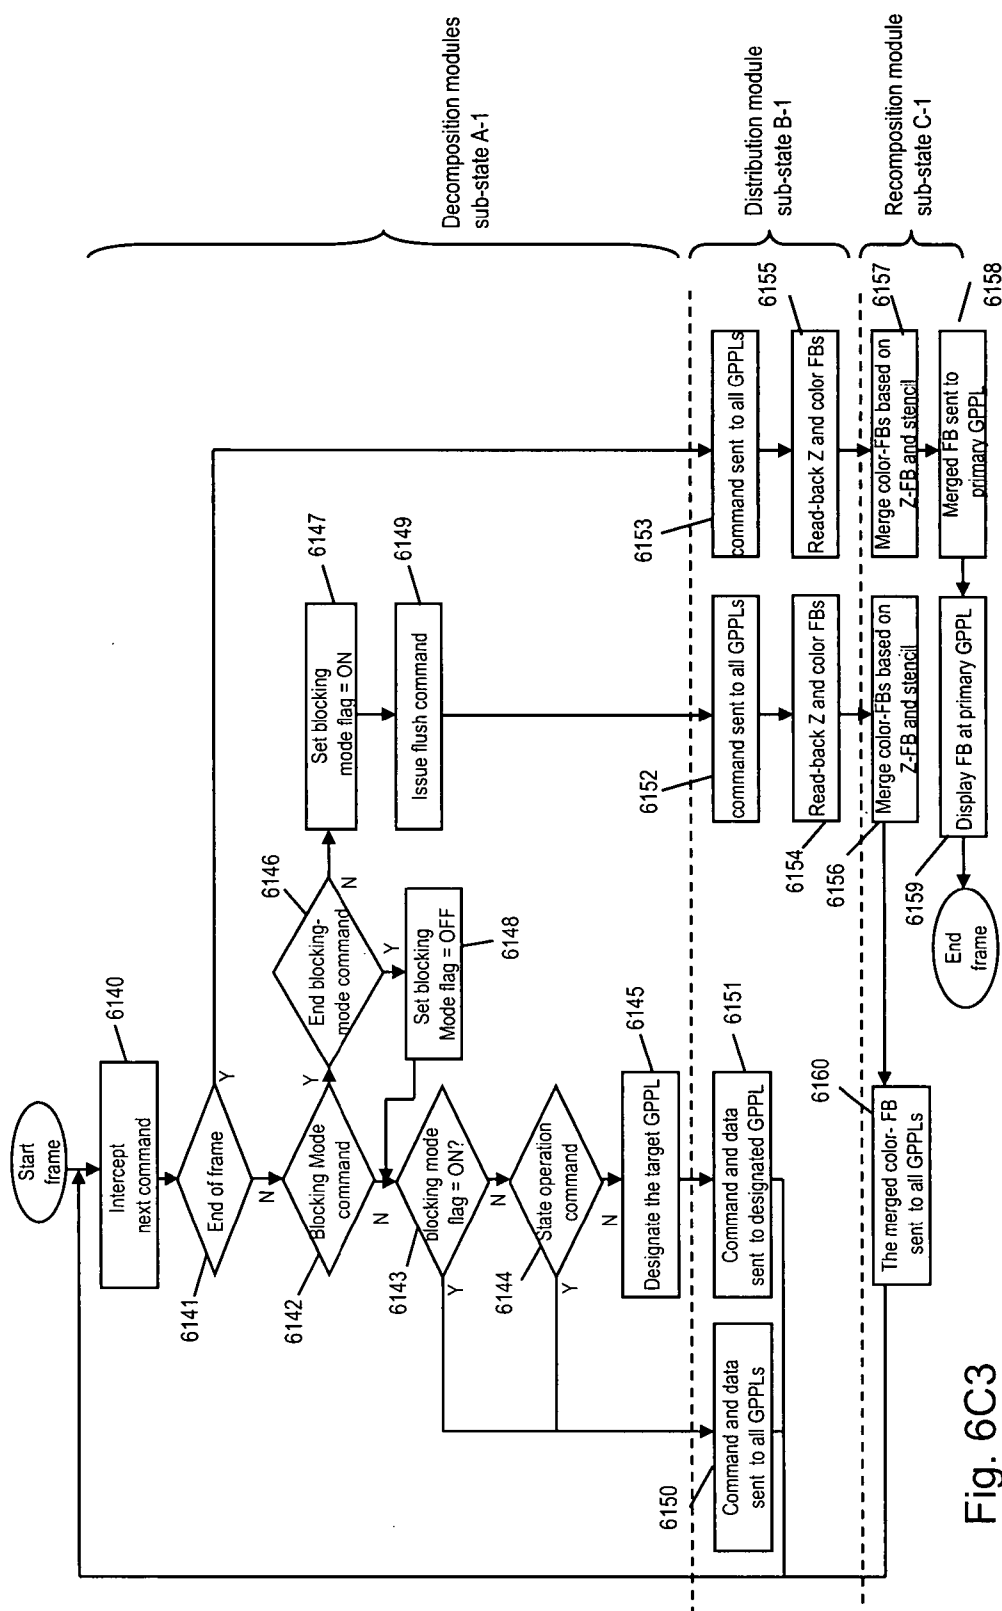 Start
frame
6140
Intercept
next command
6141
End of frame
Y
N
6142
Blocking Mode
command
Y
N
6146
End blocking-
mode command
N
Y
6147
Set blocking
mode flag = ON
6149
Issue flush command
6148
Set blocking
Mode flag = OFF
6143
blocking mode
flag = ON?
Y
N
6144
State operation
command
Y
N
6145
Designate the target GPPL
Decomposition modules
sub-state A-1
6150
Command and data
sent to all GPPLs
6151
Command and data
sent to designated GPPL
6152
command sent to all GPPLs
6153
command sent to all GPPLs
6154
Read-back Z and color FBs
6155
Read-back Z and color FBs
Distribution module
sub-state B-1
6156
Merge color-FBs based on
Z-FB and stencil
6157
Merge color-FBs based on
Z-FB and stencil
6158
Merged FB sent to
primary GPPL
6159
Display FB at primary GPPL
End
frame
6160
The merged color- FB
sent to all GPPLs
Recomposition module
sub-state C-1
Fig. 6C3